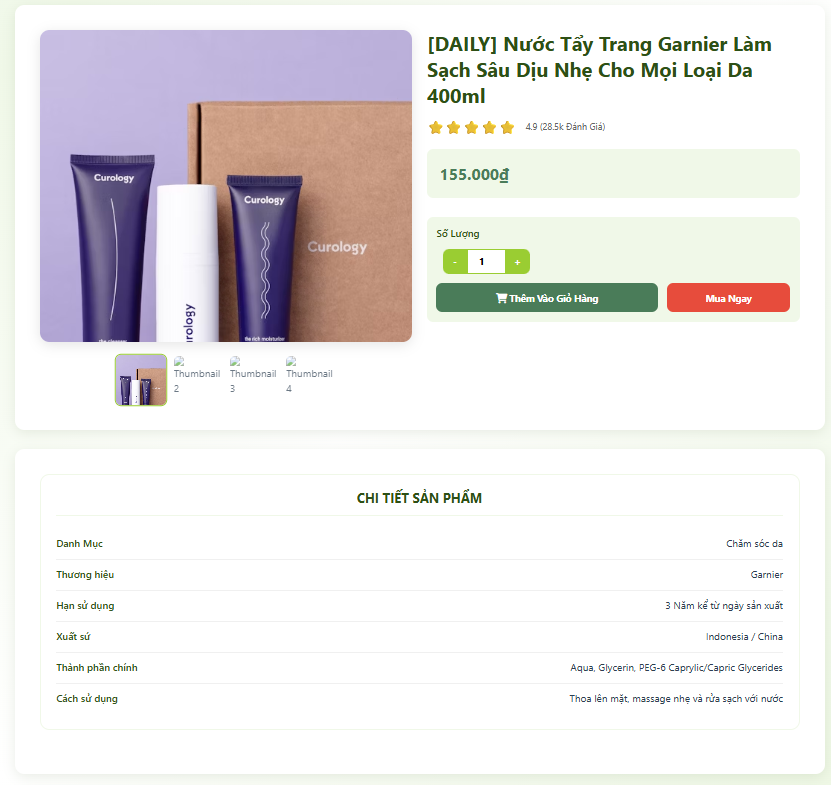 [DAILY] Nước Tẩy Trang Garnier Làm
Sạch Sâu Dịu Nhẹ Cho Mọi Loại Da
400ml
4.9 (28.5k Đánh Giá)
155.000₫
Số Lượng
- 1 +
Thêm Vào Giỏ Hàng
Mua Ngay
Curology
Curology
Curology
urology
the cleanser
the rich moisturizer
Thumbnail
2
Thumbnail
3
Thumbnail
4
CHI TIẾT SẢN PHẨM
Danh Mục
Chăm sóc da
Thương hiệu
Garnier
Hạn sử dụng
3 Năm kể từ ngày sản xuất
Xuất sứ
Indonesia / China
Thành phần chính
Aqua, Glycerin, PEG-6 Caprylic/Capric Glycerides
Cách sử dụng
Thoa lên mặt, massage nhẹ và rửa sạch với nước